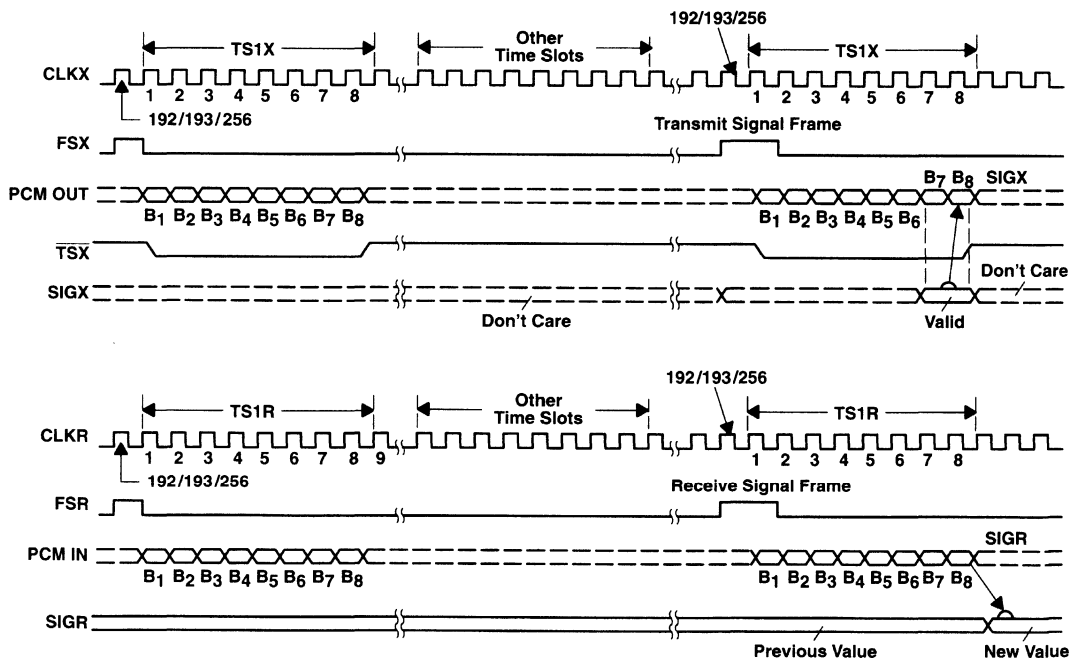 192/193/256
TS1X
Other
Time Slots
TS1X
CLKX
1 2 3 4 5 6 7 8
1 2 3 4 5 6 7 8
192/193/256
Transmit Signal Frame
FSX
B7 B8 SIGX
PCM OUT
B1 B2 B3 B4 B5 B6 B7 B8
B1 B2 B3 B4 B5 B6
TSX
Don't Care
SIGX
Don't Care
Valid
192/193/256
TS1R
Other
Time Slots
TS1R
CLKR
1 2 3 4 5 6 7 8 9
1 2 3 4 5 6 7 8
192/193/256
Receive Signal Frame
FSR
SIGR
PCM IN
B1 B2 B3 B4 B5 B6 B7 B8
B1 B2 B3 B4 B5 B6 B7 B8
SIGR
Previous Value
New Value